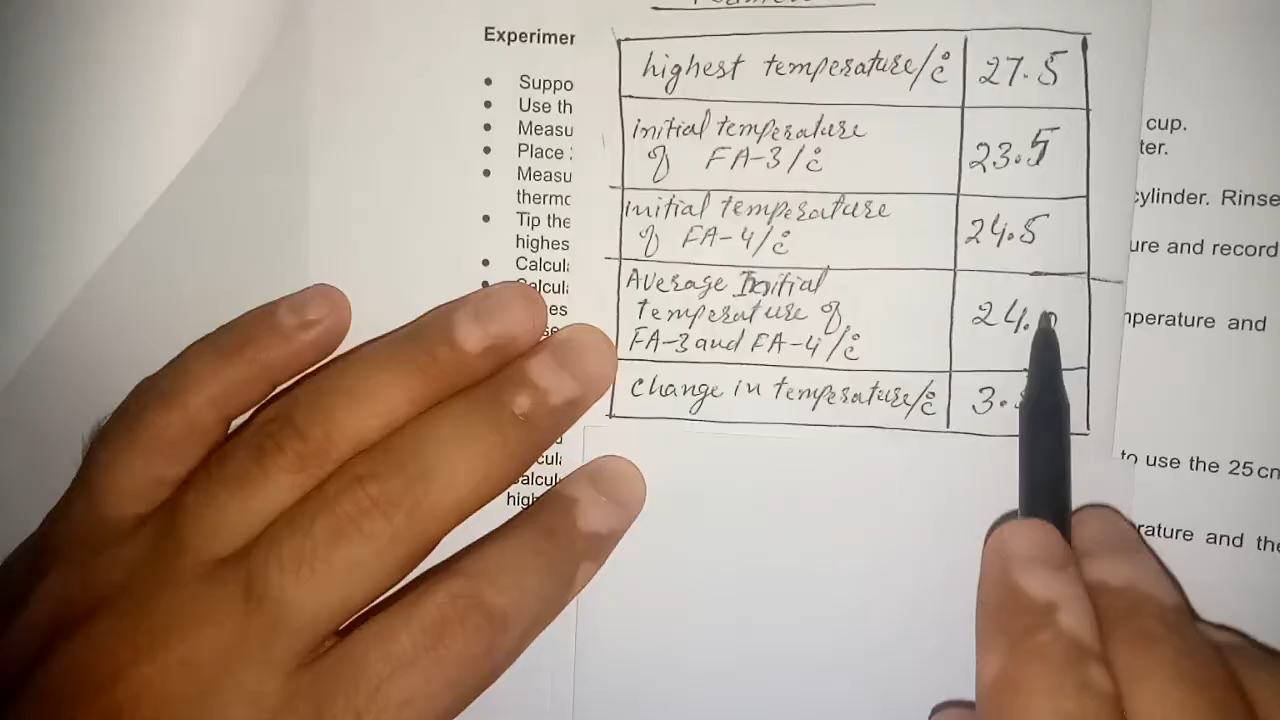 Experimer
Suppo
Use th
Measu
Place
Measu
thermo
Tip the
highes
Calcul
Calcul
highest temperature/°c 27.5
initial temperature
of FA-3/°c 23.5
initial temperature
of FA-4/°c 24.5
Average Initial
temperature of
FA-3 and FA-4/°c 24.
change in temperature/°c 3.
cup.
ter.
cylinder. Rinse
ure and record
nperature and
to use the 25cn
rature and the